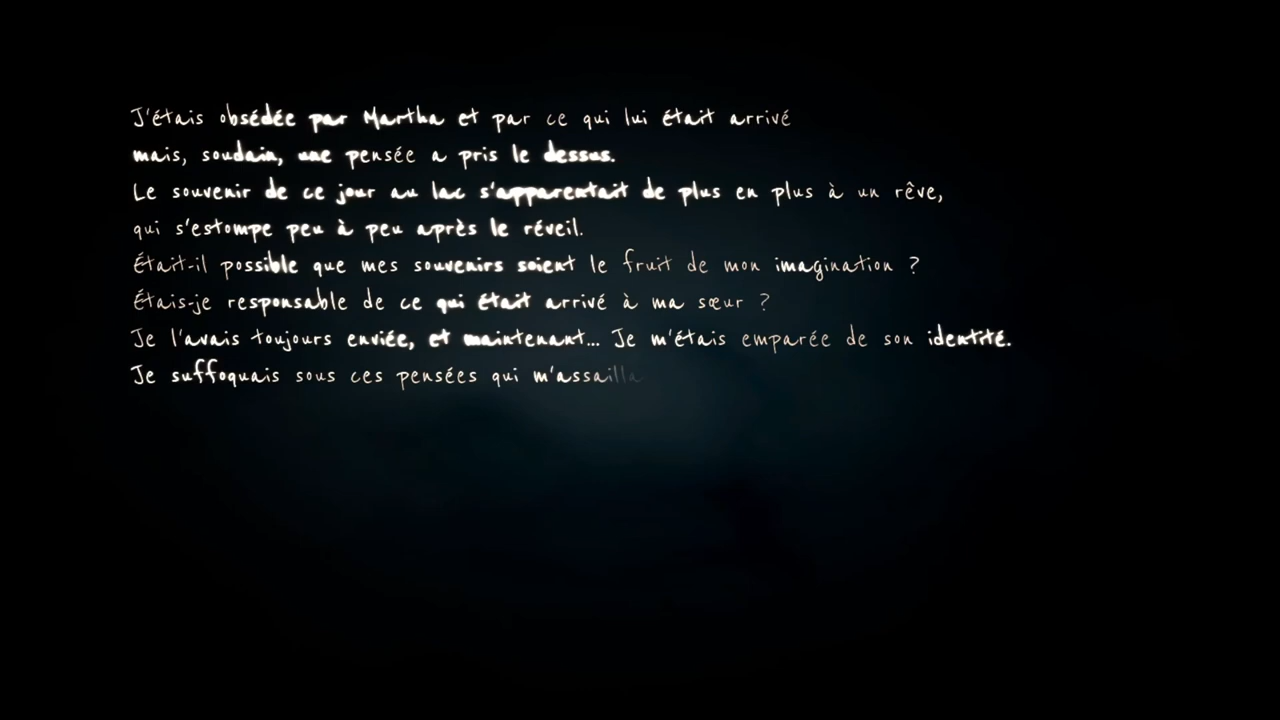 J'étais obsédée par Martha et par ce qui lui était arrivé
mais, soudain, une pensée a pris le dessus.
Le souvenir de ce jour au lac s'apparentait de plus en plus à un rêve,
qui s'estompe peu à peu après le réveil.
Était-il possible que mes souvenirs soient le fruit de mon imagination ?
Étais-je responsable de ce qui était arrivé à ma sœur ?
Je l'avais toujours enviée, et maintenant... Je m'étais emparée de son identité.
Je suffoquais sous ces pensées qui m'assailla